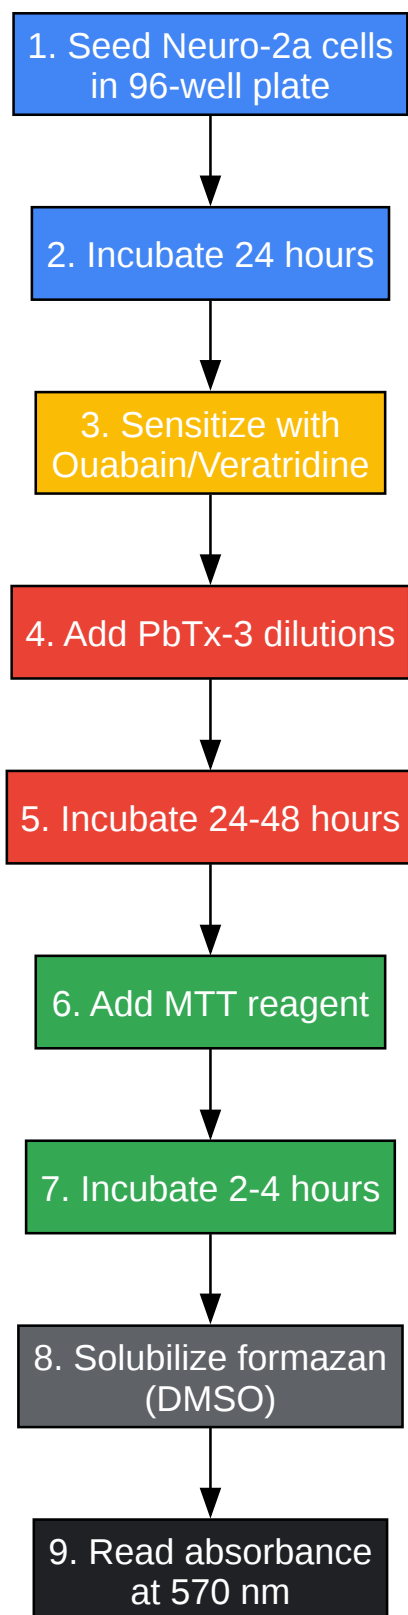 1. Seed Neuro-2a cells
in 96-well plate
2. Incubate 24 hours
3. Sensitize with
Ouabain/Veratridine
4. Add PbTx-3 dilutions
5. Incubate 24-48 hours
6. Add MTT reagent
7. Incubate 2-4 hours
8. Solubilize formazan
(DMSO)
9. Read absorbance
at 570 nm